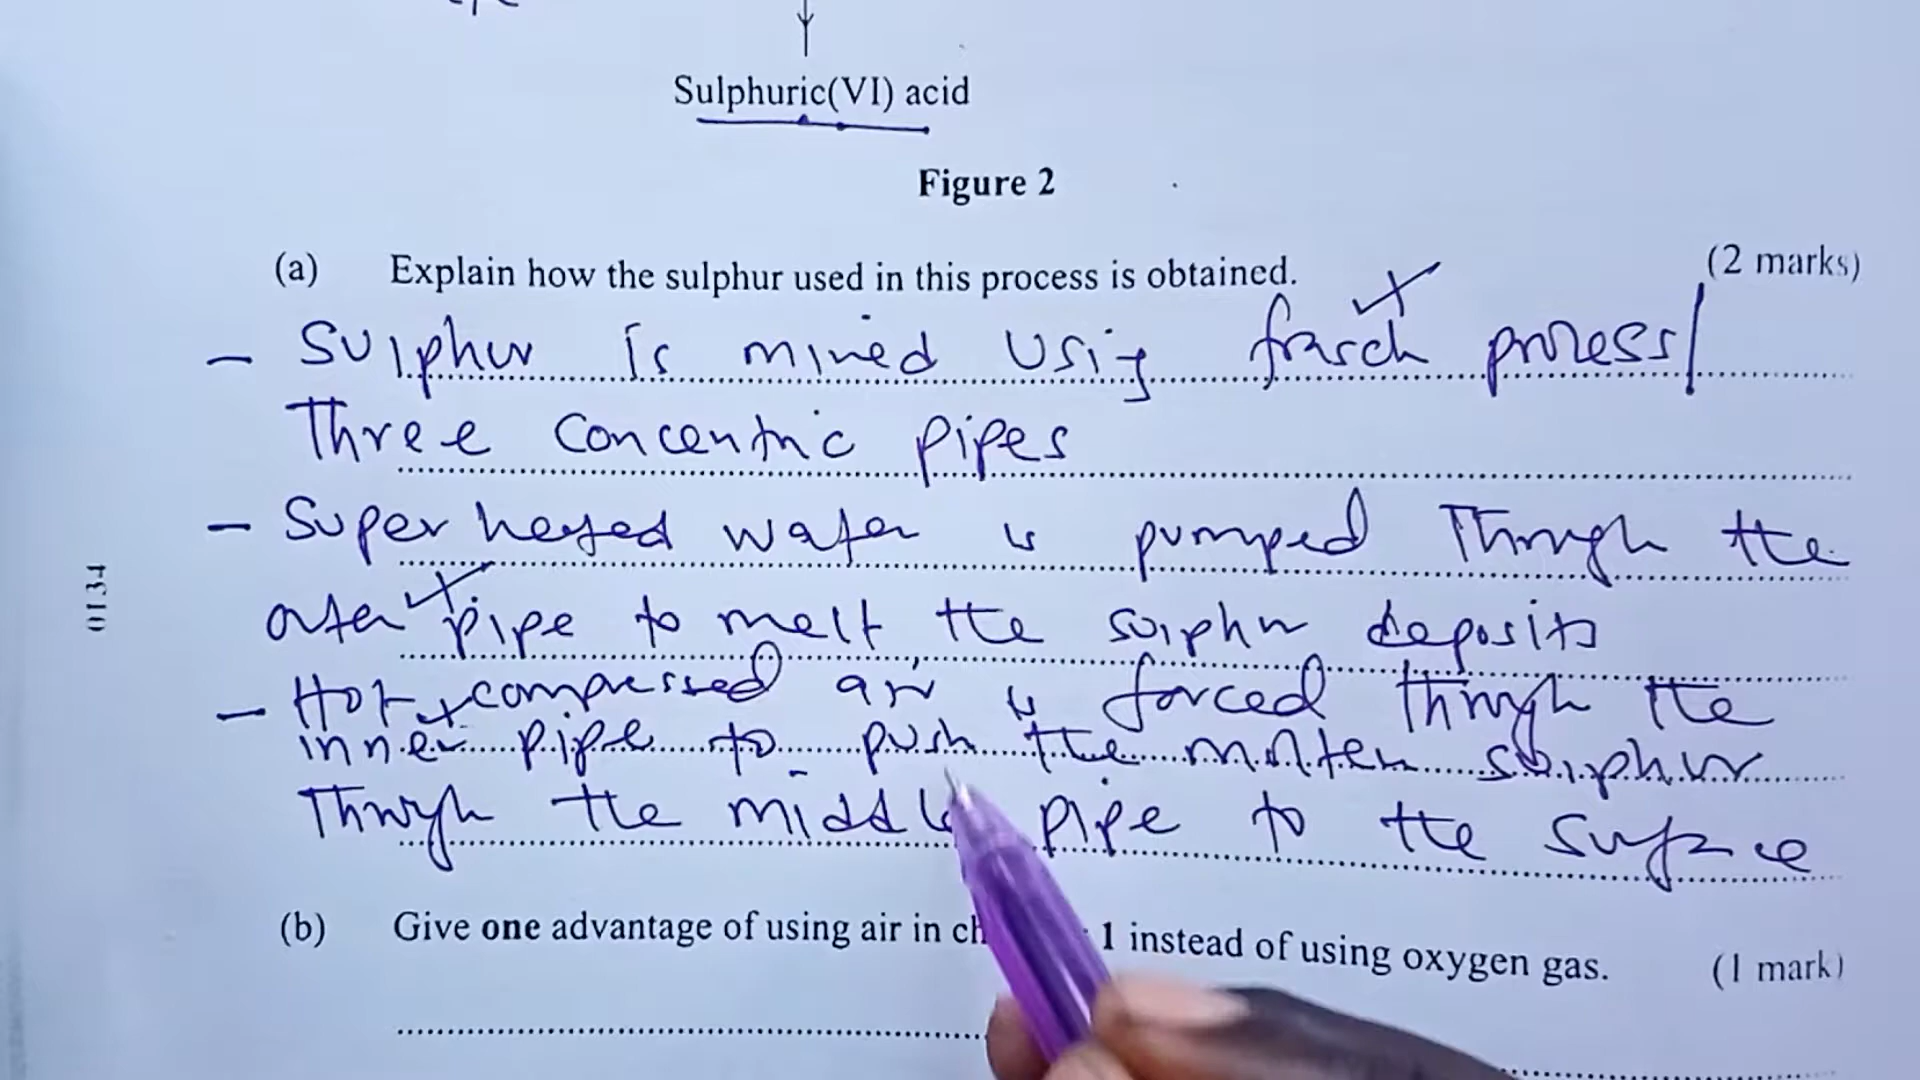 Sulphuric(VI) acid
Figure 2
(a) Explain how the sulphur used in this process is obtained. (2 marks)
- Sulphur is mined using frasch process/
Three concentric pipes
- Super heated water is pumped Through the
outer pipe to melt the sulphur deposits
- Hot compressed air is forced through the
inner pipe to push the molten sulphur
Through the middle pipe to the surface
0134
(b) Give one advantage of using air in ch 1 instead of using oxygen gas. (1 mark)